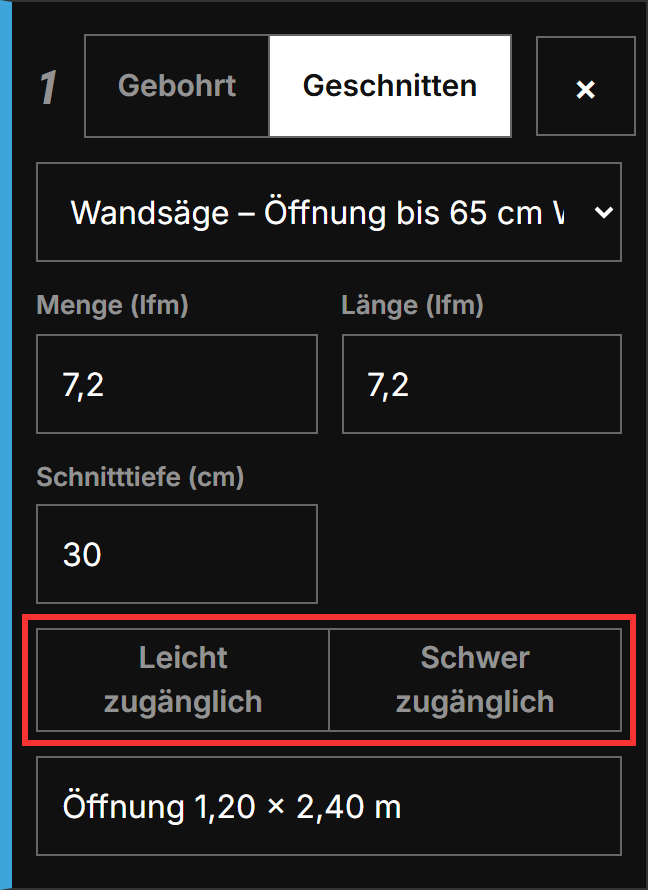 1 Gebohrt Geschnitten ×
Wandsäge – Öffnung bis 65 cm
Menge (lfm) Länge (lfm)
7,2 7,2
Schnitttiefe (cm)
30
Leicht zugänglich Schwer zugänglich
Öffnung 1,20 × 2,40 m